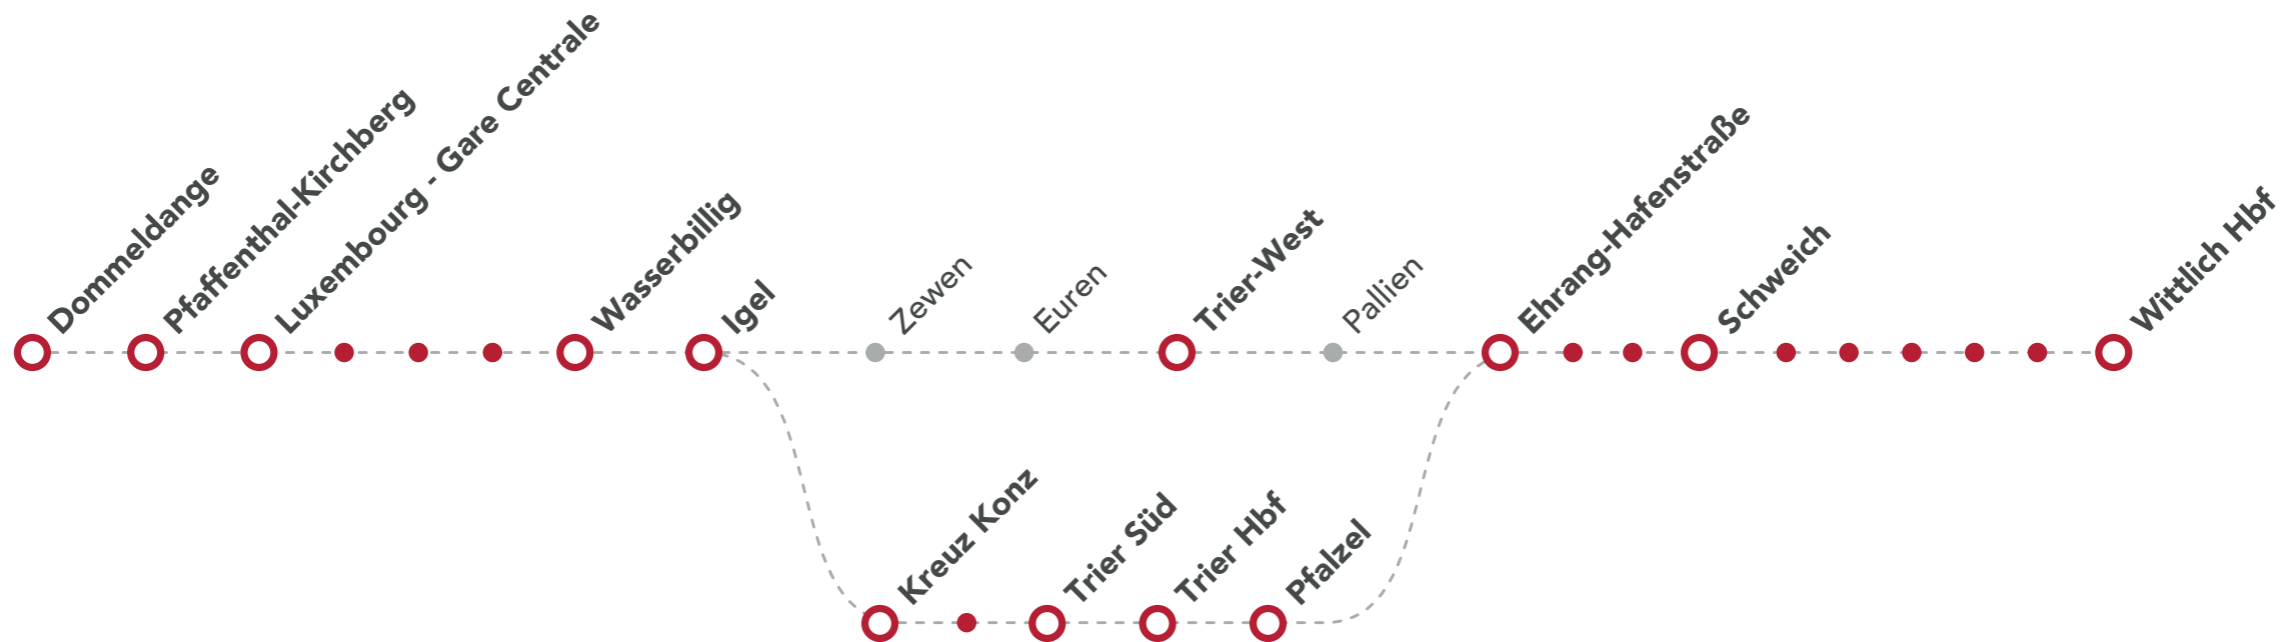 Dommeldange
Pfaffenthal-Kirchberg
Luxembourg - Gare Centrale
Wasserbillig
Igel
Zewen
Euren
Trier-West
Pallien
Ehrang-Hafenstraße
Schweich
Wittlich Hbf
Kreuz Konz
Trier Süd
Trier Hbf
Pfalzel